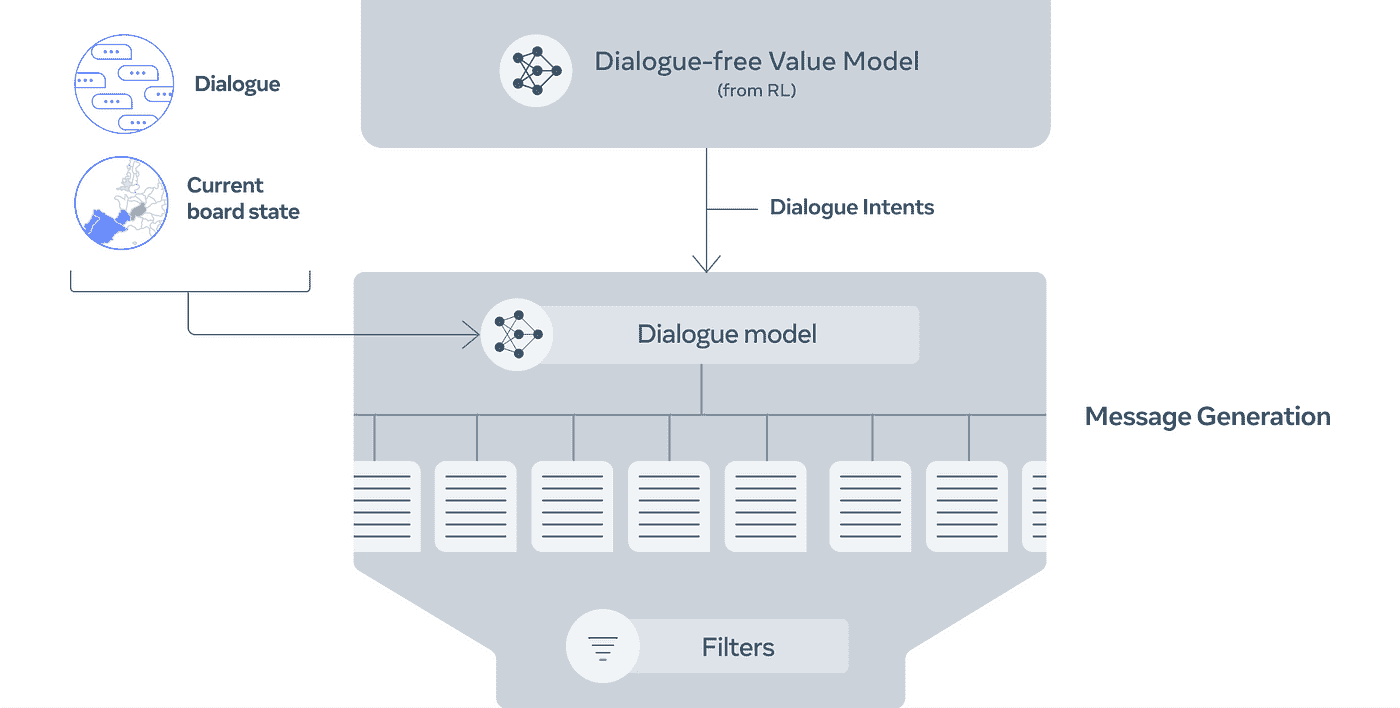 Dialogue-free Value Model
(from RL)
Dialogue
Current
board state
Dialogue Intents
Dialogue model
Message Generation
Filters